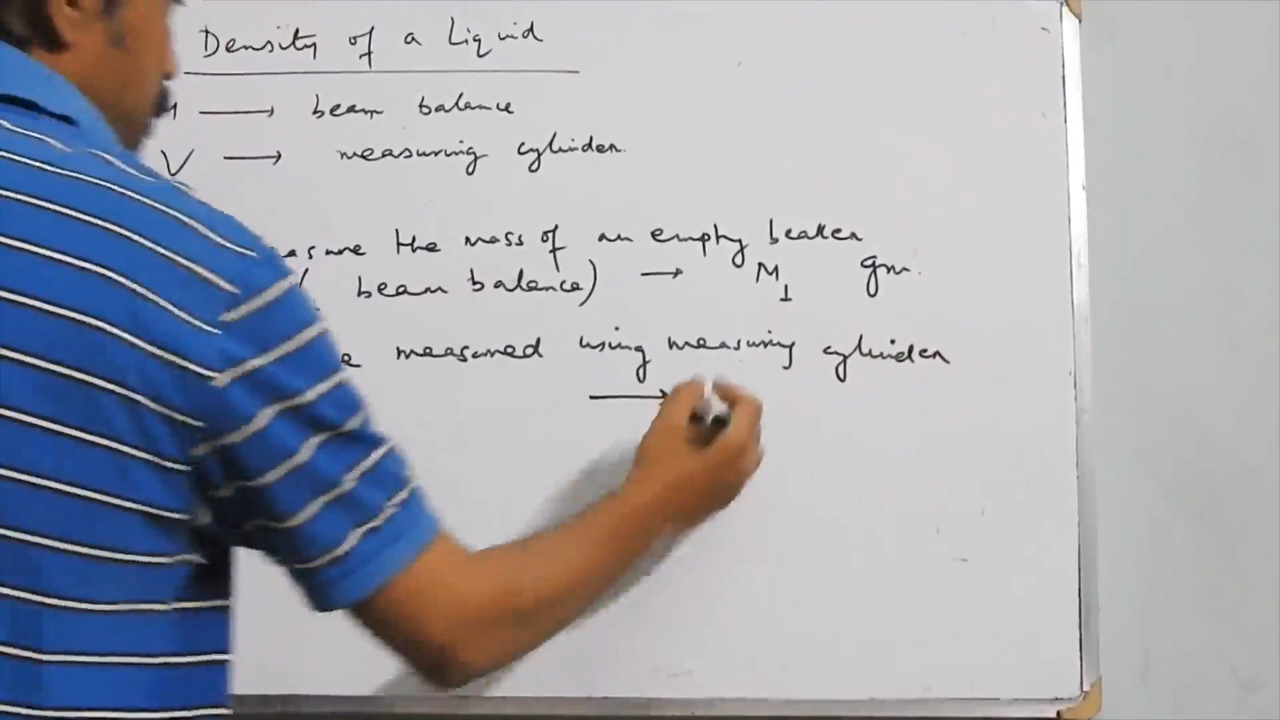 Density of a Liquid
⟶ beam balance
V ⟶ measuring cylinder.
the mass of an empty beaker
( beam balance) → M₁ gm.
measured using measuring cylinder
⟶